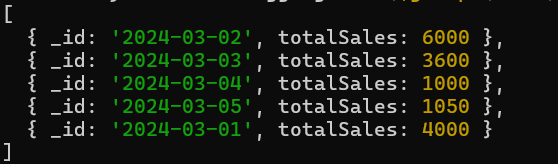 [
  { _id: '2024-03-02', totalSales: 6000 },
  { _id: '2024-03-03', totalSales: 3600 },
  { _id: '2024-03-04', totalSales: 1000 },
  { _id: '2024-03-05', totalSales: 1050 },
  { _id: '2024-03-01', totalSales: 4000 }
]